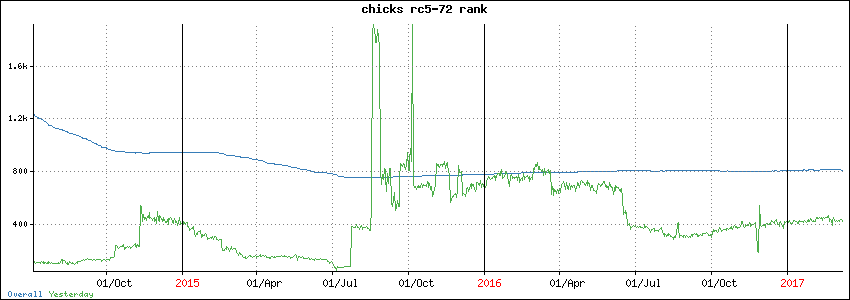 chicks rc5-72 rank
1.6k
1.2k
800
400
01/Oct 2015 01/Apr 01/Jul 01/Oct 2016 01/Apr 01/Jul 01/Oct 2017
Overall Yesterday